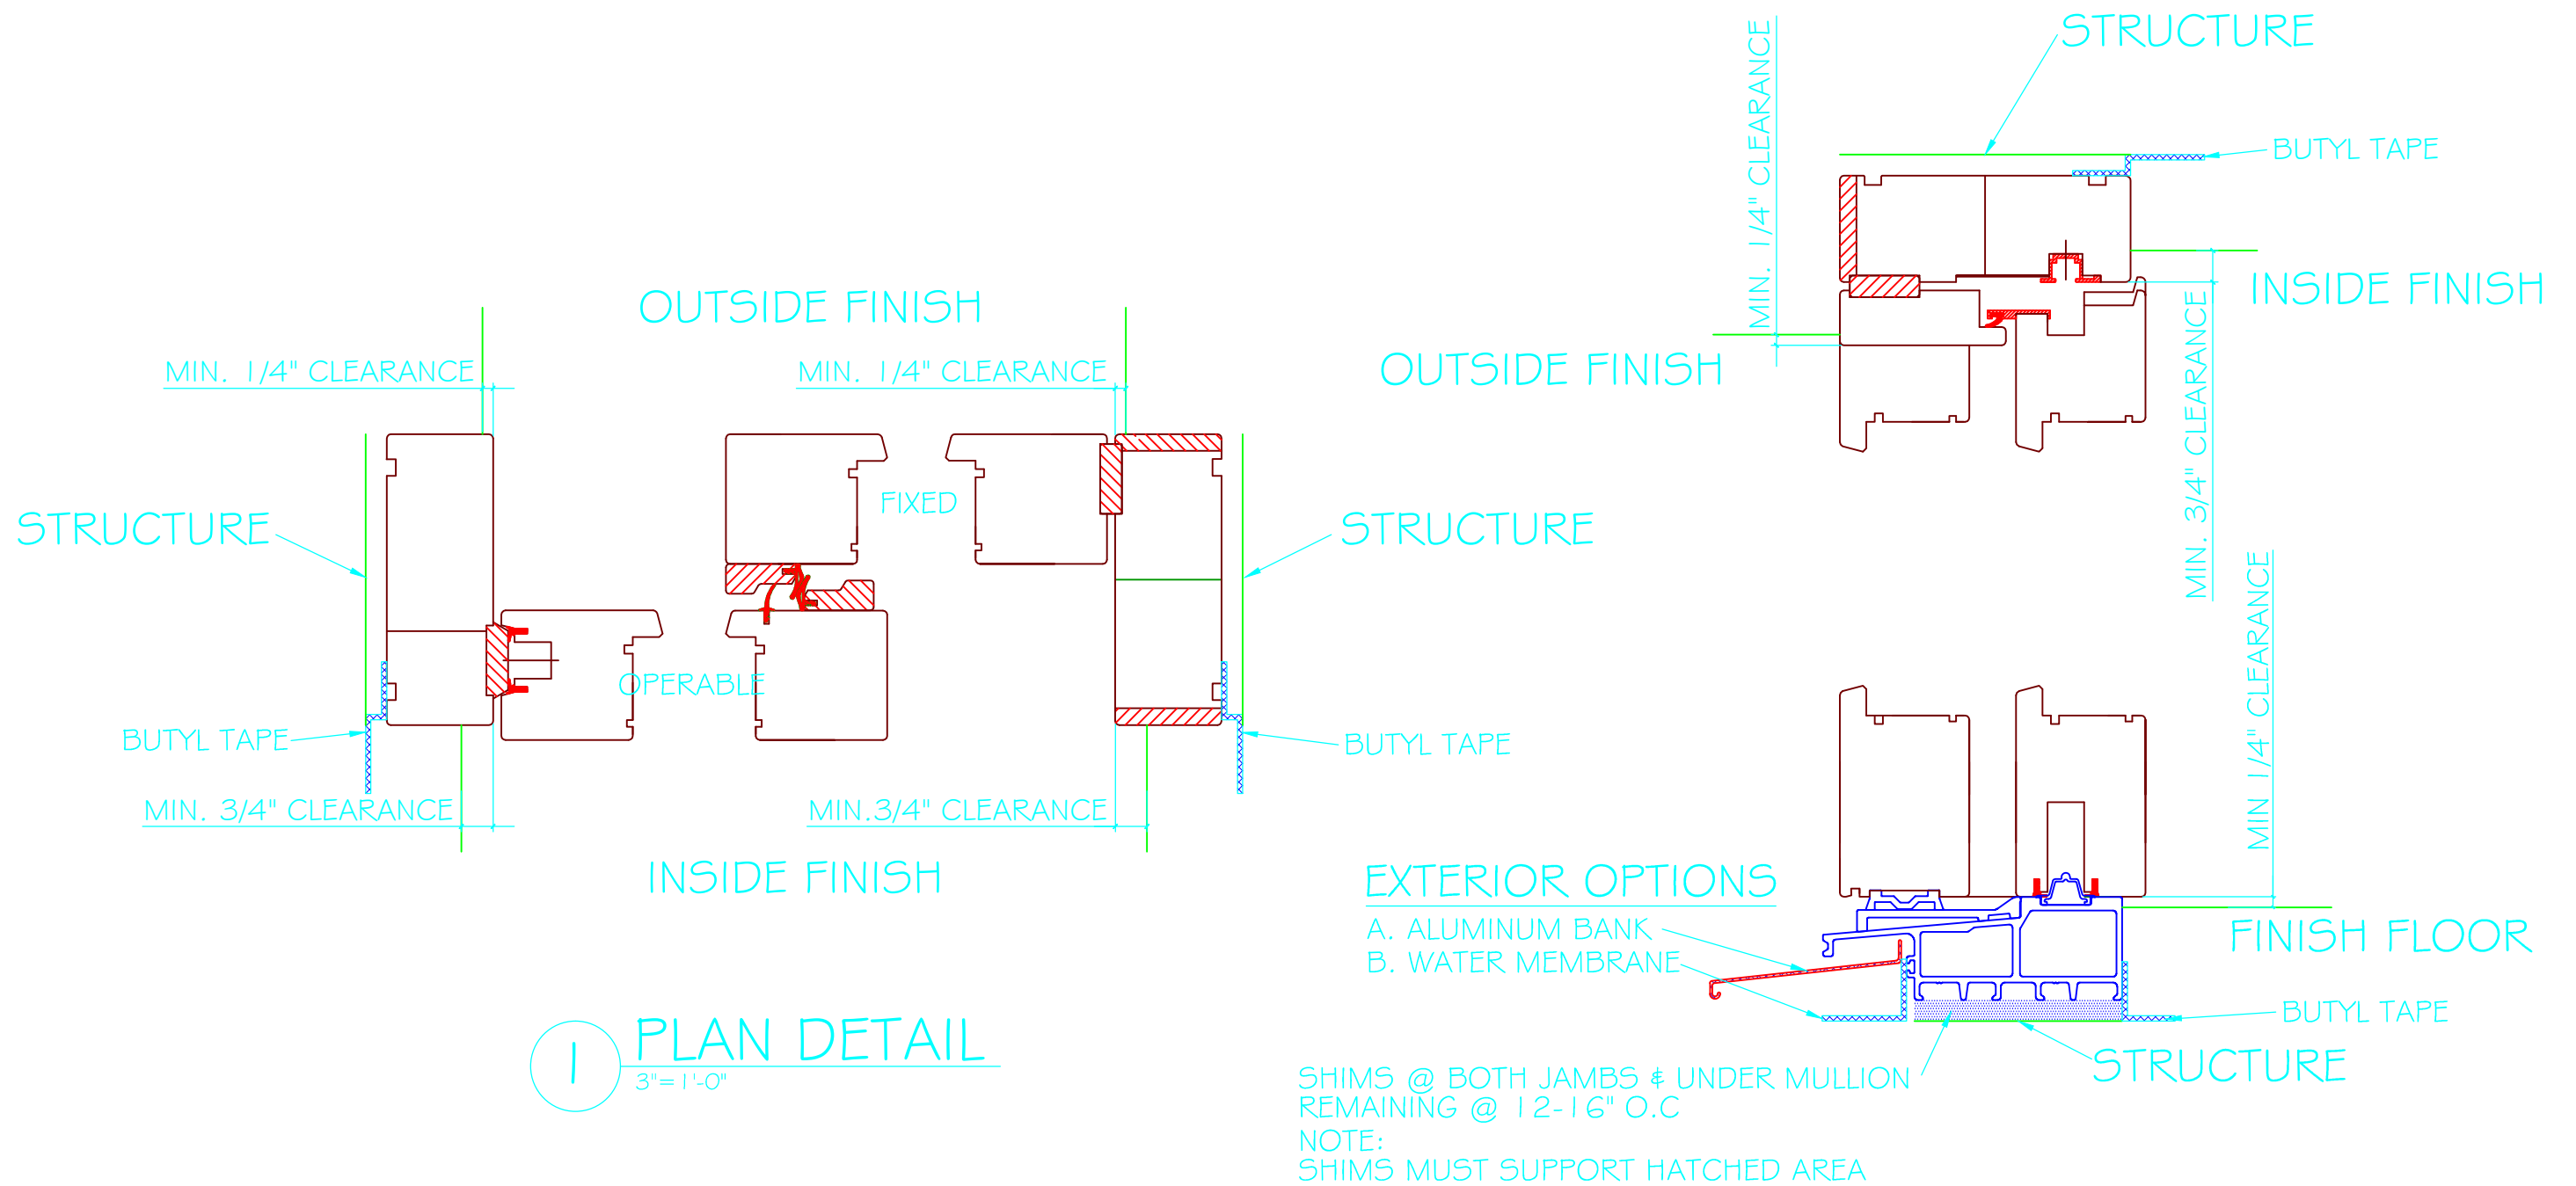 STRUCTURE
MIN. 1/4" CLEARANCE
BUTYL TAPE
OUTSIDE FINISH
INSIDE FINISH
MIN. 1/4" CLEARANCE
MIN. 1/4" CLEARANCE
OUTSIDE FINISH
FIXED
STRUCTURE
STRUCTURE
MIN. 3/4" CLEARANCE
OPERABLE
BUTYL TAPE
BUTYL TAPE
MIN 1/4" CLEARANCE
MIN. 3/4" CLEARANCE
MIN.3/4" CLEARANCE
INSIDE FINISH
EXTERIOR OPTIONS
A. ALUMINUM BANK
B. WATER MEMBRANE
FINISH FLOOR
BUTYL TAPE
STRUCTURE
1
PLAN DETAIL
3"=1'-0"
SHIMS @ BOTH JAMBS & UNDER MULLION
REMAINING @ 12-16" O.C
NOTE:
SHIMS MUST SUPPORT HATCHED AREA